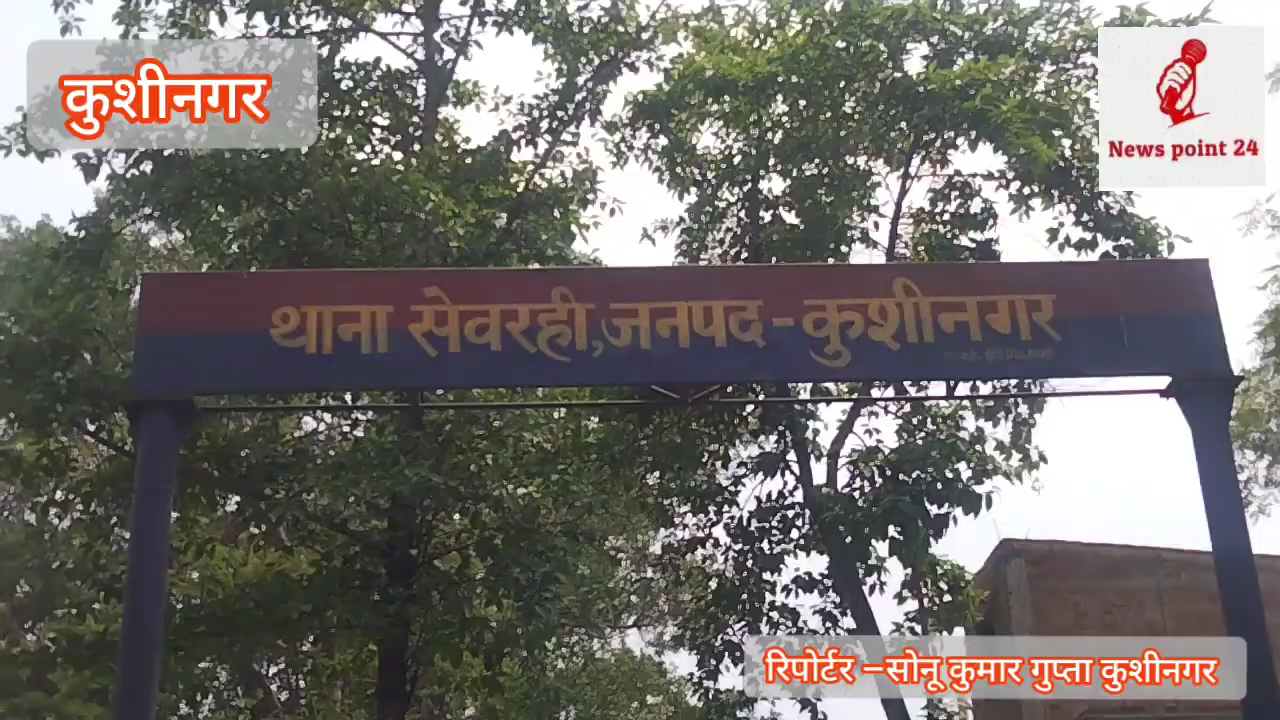 कुशीनगर
News point 24
थाना सेवरही,जनपद-कुशीनगर
रिपोर्टर –सोनू कुमार गुप्ता कुशीनगर